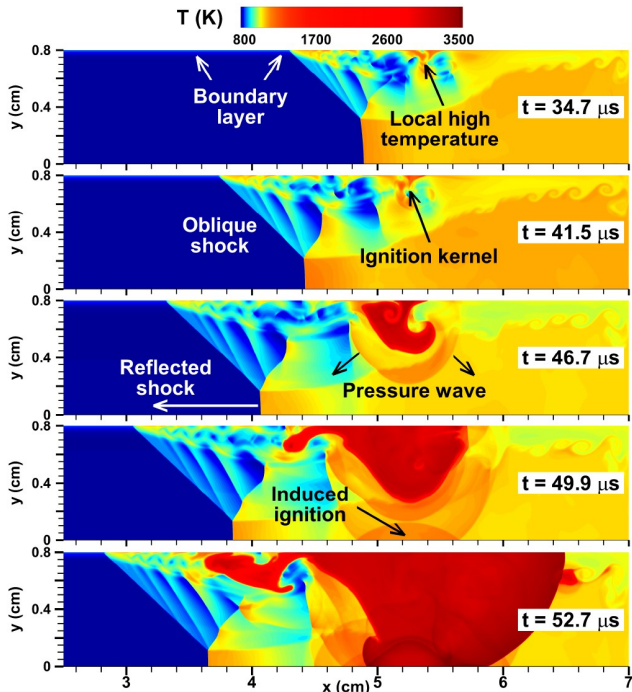 T (K)
800 1700 2600 3500
0.8
0.4
0
y (cm)
Boundary
layer
Local high
temperature
t = 34.7 μs
0.8
0.4
0
y (cm)
Oblique
shock
Ignition kernel
t = 41.5 μs
0.8
0.4
0
y (cm)
Reflected
shock
Pressure wave
t = 46.7 μs
0.8
0.4
0
y (cm)
Induced
ignition
t = 49.9 μs
0.8
0.4
0
y (cm)
t = 52.7 μs
3 4 5 6 7
x (cm)